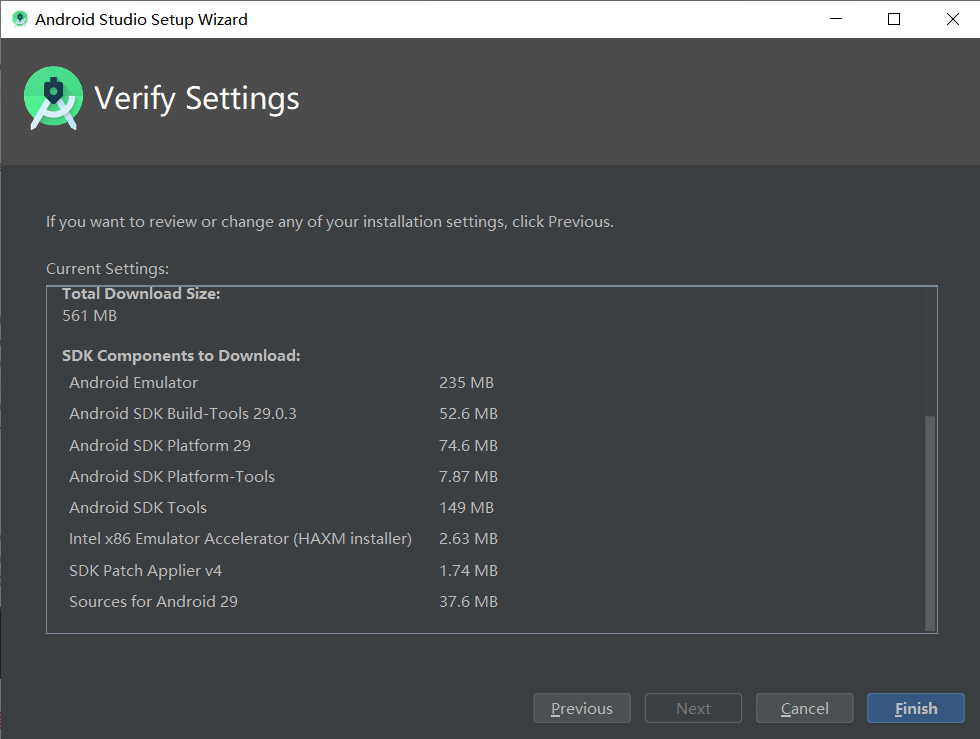 Android Studio Setup Wizard
Verify Settings
If you want to review or change any of your installation settings, click Previous.
Current Settings:
Total Download Size:
561 MB
SDK Components to Download:
Android Emulator 235 MB
Android SDK Build-Tools 29.0.3 52.6 MB
Android SDK Platform 29 74.6 MB
Android SDK Platform-Tools 7.87 MB
Android SDK Tools 149 MB
Intel x86 Emulator Accelerator (HAXM installer) 2.63 MB
SDK Patch Applier v4 1.74 MB
Sources for Android 29 37.6 MB
Previous Next Cancel Finish